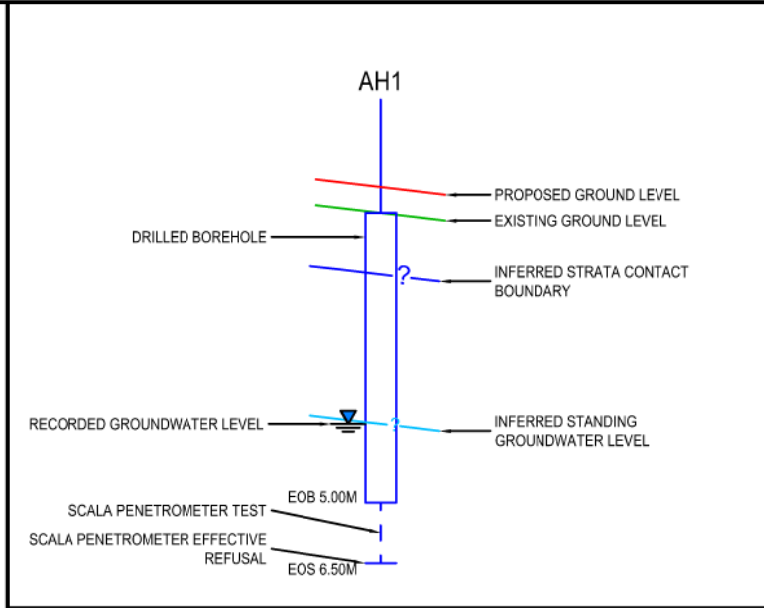 AH1
PROPOSED GROUND LEVEL
EXISTING GROUND LEVEL
DRILLED BOREHOLE
?
INFERRED STRATA CONTACT
BOUNDARY
RECORDED GROUNDWATER LEVEL
?
INFERRED STANDING
GROUNDWATER LEVEL
EOB 5.00M
SCALA PENETROMETER TEST
SCALA PENETROMETER EFFECTIVE
REFUSAL
EOS 6.50M